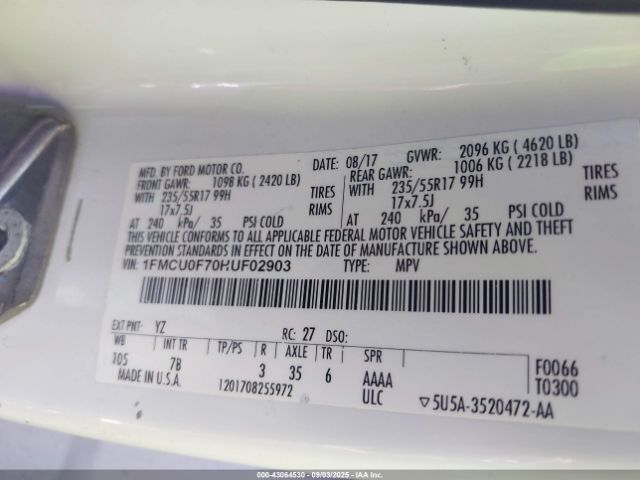 MFD. BY FORD MOTOR CO.
DATE: 08/17 GVWR: 2096 KG ( 4620 LB)
FRONT GAWR: 1098 KG ( 2420 LB) REAR GAWR: 1006 KG ( 2218 LB)
WITH 235/55R17 99H TIRES WITH 235/55R17 99H TIRES
17x7.5J RIMS 17x7.5J RIMS
AT 240 kPa/ 35 PSI COLD AT 240 kPa/ 35 PSI COLD
THIS VEHICLE CONFORMS TO ALL APPLICABLE FEDERAL MOTOR VEHICLE SAFETY AND THEFT
PREVENTION STANDARDS IN EFFECT ON THE DATE OF MANUFACTURE SHOWN ABOVE.
VIN: 1FMCU0F70HUF02903 TYPE: MPV
EXT PNT: YZ RC: 27 DSO:
WB INT TR TP/PS R AXLE TR SPR
105 7B 3 35 6 AAAA F0066
MADE IN U.S.A. 1201708255972 ULC ▽5U5A-3520472-AA T0300
000-43064530 - 09/03/2025 - IAA Inc.